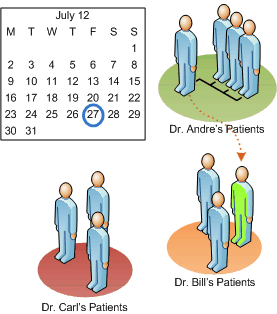 July 12
M T W T F S S
1
2 3 4 5 6 7 8
9 10 11 12 13 14 15
16 17 18 19 20 21 22
23 24 25 26 27 28 29
30 31
Dr. Andre's Patients
Dr. Bill's Patients
Dr. Carl's Patients